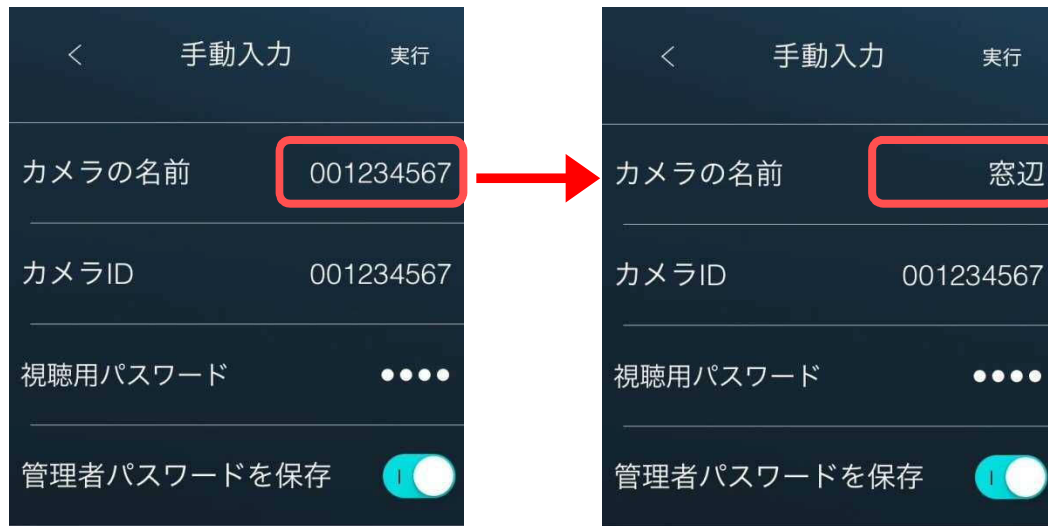 < 手動入力 実行
カメラの名前 001234567
カメラID 001234567
視聴用パスワード ●●●●
管理者パスワードを保存
< 手動入力 実行
カメラの名前 窓辺
カメラID 001234567
視聴用パスワード ●●●●
管理者パスワードを保存